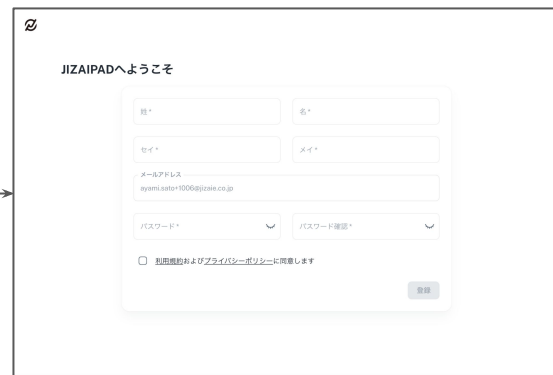 JIZAIPADへようこそ
姓*
名*
セイ*
メイ*
メールアドレス
ayami.sato+1006@jizaie.co.jp
パスワード*
パスワード確認*
利用規約およびプライバシーポリシーに同意します
登録